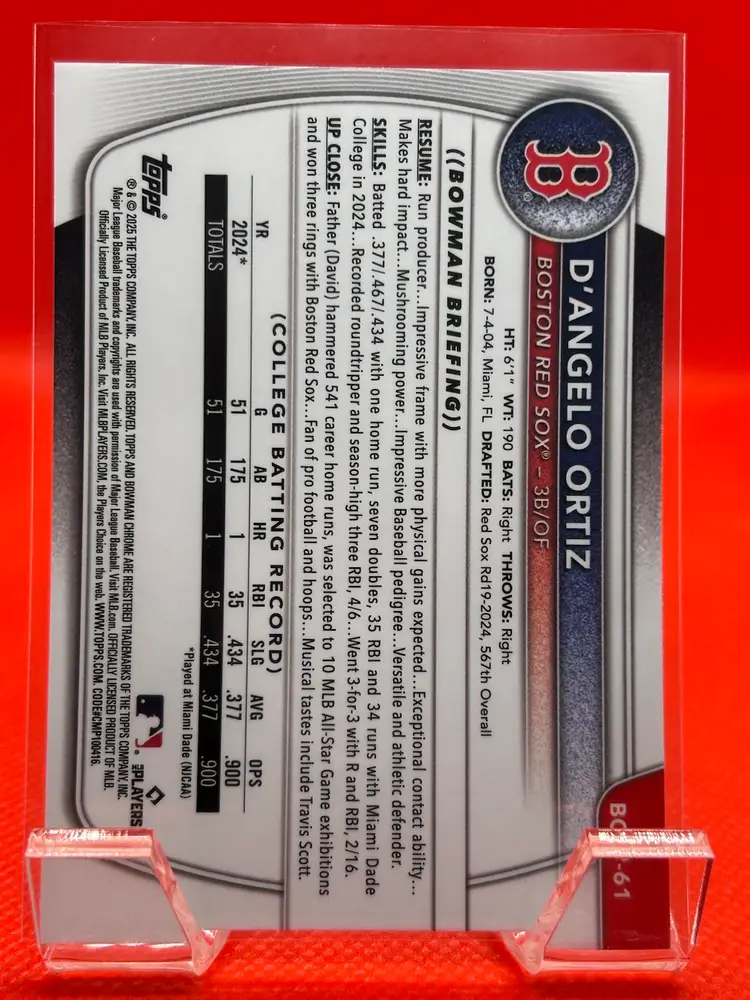 B
®
D'ANGELO ORTIZ
BOSTON RED SOX® – 3B/OF
-61
HT: 6'1" WT: 190 BATS: Right THROWS: Right
BORN: 7-4-04, Miami, FL DRAFTED: Red Sox Rd19-2024, 567th Overall
((BOWMAN BRIEFING))
RESUME: Run producer...Impressive frame with more physical gains expected...Exceptional contact ability...
Makes hard impact...Mushrooming power...Impressive Baseball pedigree...Versatile and athletic defender.
SKILLS: Batted .377/.467/.434 with one home run, seven doubles, 35 RBI and 34 runs with Miami Dade
College in 2024...Recorded roundtripper and season-high three RBI, 4/6...Went 3-for-3 with R and RBI, 2/16.
UP CLOSE: Father (David) hammered 541 career home runs, was selected to 10 MLB All-Star Game exhibitions
and won three rings with Boston Red Sox...Fan of pro football and hoops...Musical tastes include Travis Scott.
(COLLEGE BATTING RECORD)
YR G AB HR RBI SLG AVG OPS
2024* 51 175 1 35 .434 .377 .900
TOTALS 51 175 1 35 .434 .377 .900
*Played at Miami Dade (NJCAA)
Topps
® & © 2025 THE TOPPS COMPANY, INC. ALL RIGHTS RESERVED. TOPPS AND BOWMAN CHROME ARE REGISTERED TRADEMARKS OF THE TOPPS COMPANY, INC.
Major League Baseball trademarks and copyrights are used with permission of Major League Baseball. Visit MLB.com. OFFICIALLY LICENSED PRODUCT OF MLB.
Officially Licensed Product of MLB Players, Inc. Visit MLBPLAYERS.COM, the Players Choice on the web. WWW.TOPPS.COM. CODE#CMP100416.
MLB PLAYERS